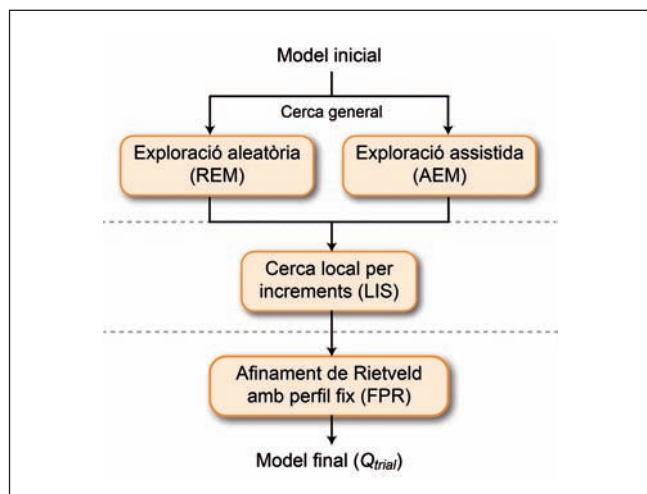 Model inicial
Cerca general
Exploració aleatòria
(REM)
Exploració assistida
(AEM)
Cerca local per
increments (LIS)
Afinament de Rietveld
amb perfil fix (FPR)
Model final (Qtrial)